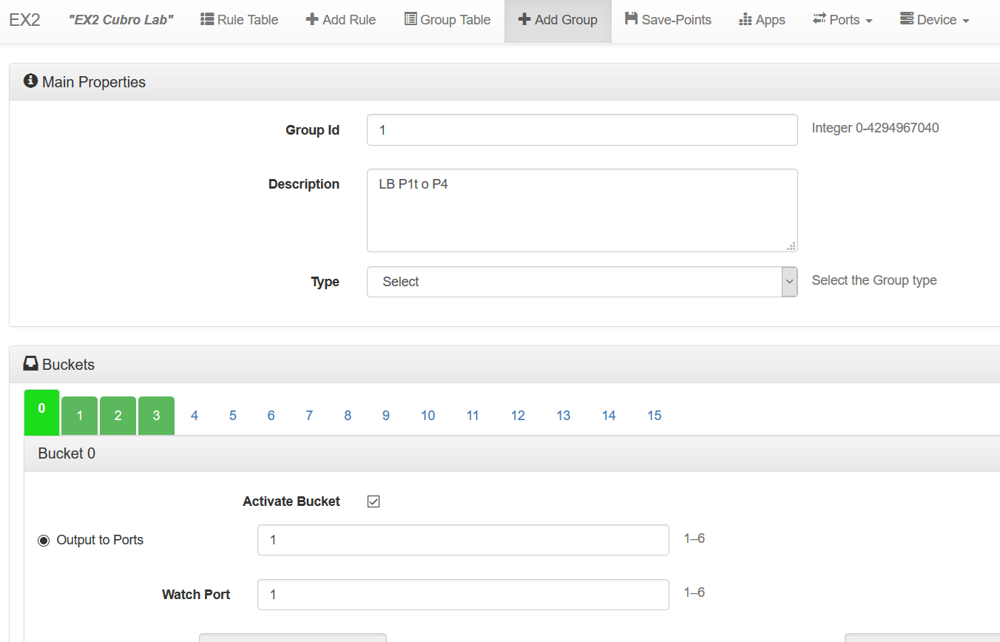 EX2 "EX2 Cubro Lab" Rule Table Add Rule Group Table Add Group Save-Points Apps Ports Device
Main Properties
Group Id 1 Integer 0-4294967040
Description LB P1t o P4
Type Select Select the Group type
Buckets
0 1 2 3 4 5 6 7 8 9 10 11 12 13 14 15
Bucket 0
Activate Bucket
Output to Ports 1 1–6
Watch Port 1 1–6